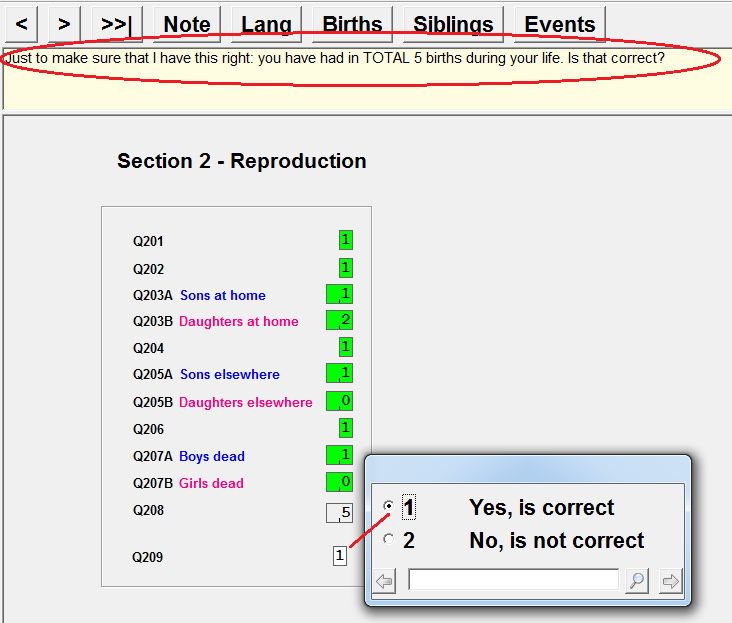 < > >>| Note Lang Births Siblings Events
Just to make sure that I have this right: you have had in TOTAL 5 births during your life. Is that correct?
Section 2 - Reproduction
Q201 1
Q202 1
Q203A Sons at home 1
Q203B Daughters at home 2
Q204 1
Q205A Sons elsewhere 1
Q205B Daughters elsewhere 0
Q206 1
Q207A Boys dead 1
Q207B Girls dead 0
Q208 5
Q209 1
1 Yes, is correct
2 No, is not correct